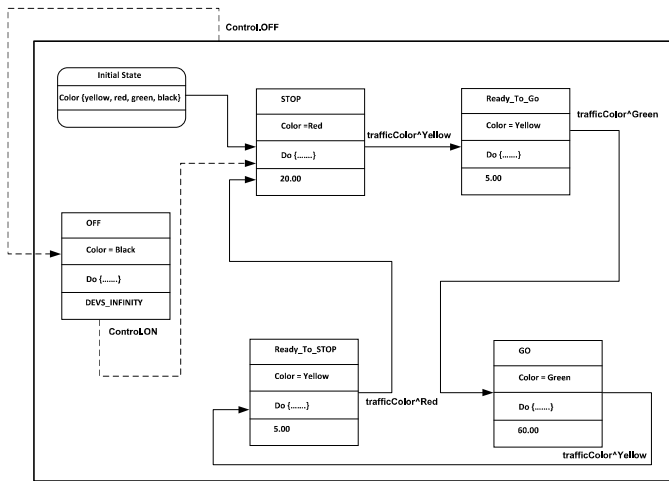 Control.OFF
Initial State
Color {yellow, red, green, black}
STOP
Color =Red
Do {.......}
20.00
trafficColor^Yellow
Ready_To_Go
Color = Yellow
Do {.......}
5.00
trafficColor^Green
OFF
Color = Black
Do {.......}
DEVS_INFINITY
Control.ON
Ready_To_STOP
Color = Yellow
Do {.......}
5.00
trafficColor^Red
GO
Color = Green
Do {.......}
60.00
trafficColor^Yellow